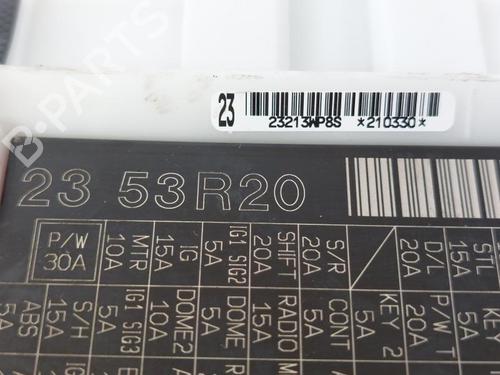 B-PARTS
23
23213WP8S *210330*
23 53R20
P/W
30A
MTR
10A
IG
15A
IG1 SIG2
5A
SHIFT
20A
S/R
20A
D/L
20A
STL
15A
ABS
5A
S/H
15A
IG1 SIG3
5A
DOME2
10A
DOME
5A
RADIO
15A
CONT
5A
KEY 2
5A
P/W T
20A
KEY
5A